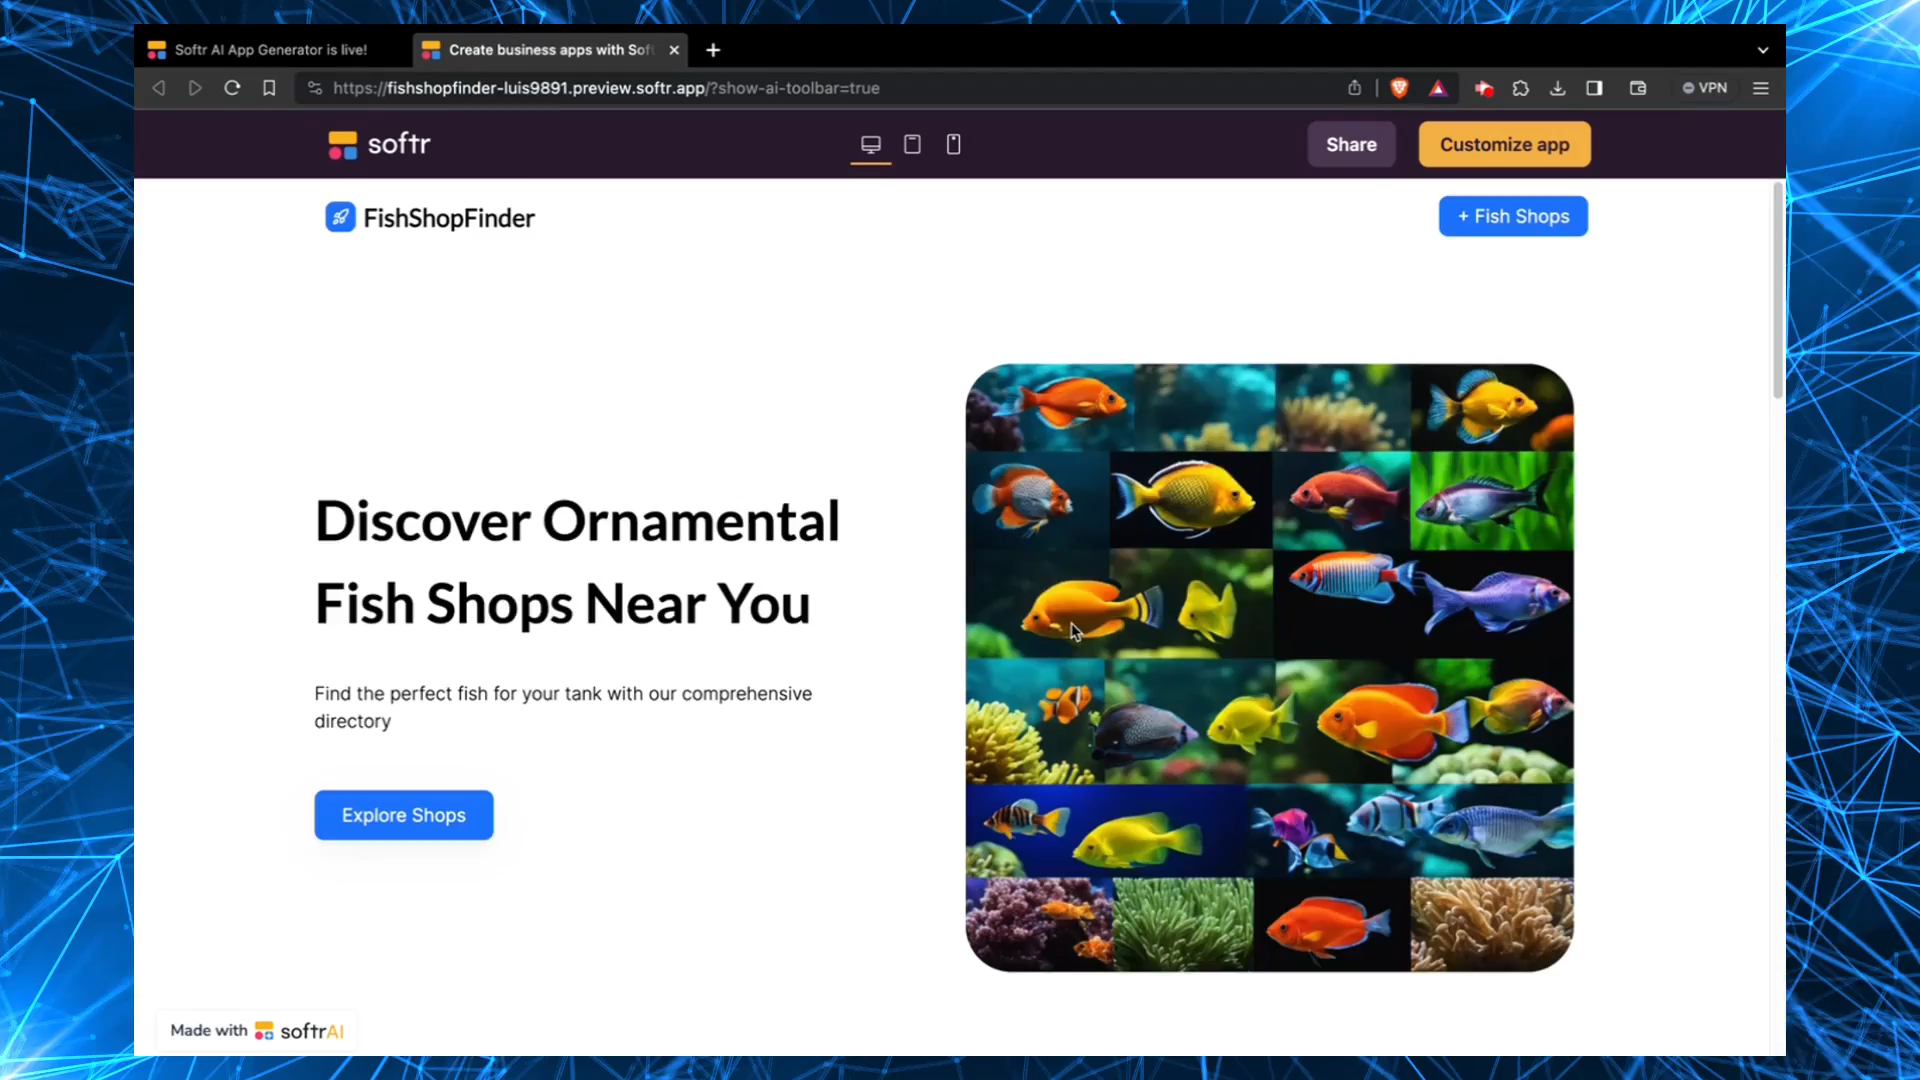 Softr AI App Generator is live!
Create business apps with Sof
https://fishshopfinder-luis9891.preview.softr.app/?show-ai-toolbar=true
VPN
softr
Share
Customize app
FishShopFinder
+ Fish Shops
Discover Ornamental
Fish Shops Near You
Find the perfect fish for your tank with our comprehensive
directory
Explore Shops
Made with softrAI